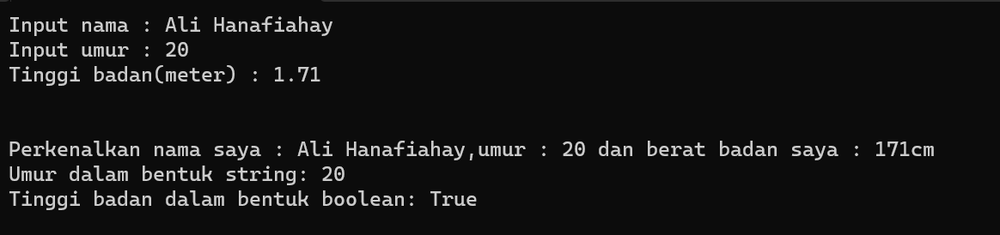 Input nama : Ali Hanafiahay
Input umur : 20
Tinggi badan(meter) : 1.71
Perkenalkan nama saya : Ali Hanafiahay,umur : 20 dan berat badan saya : 171cm
Umur dalam bentuk string: 20
Tinggi badan dalam bentuk boolean: True